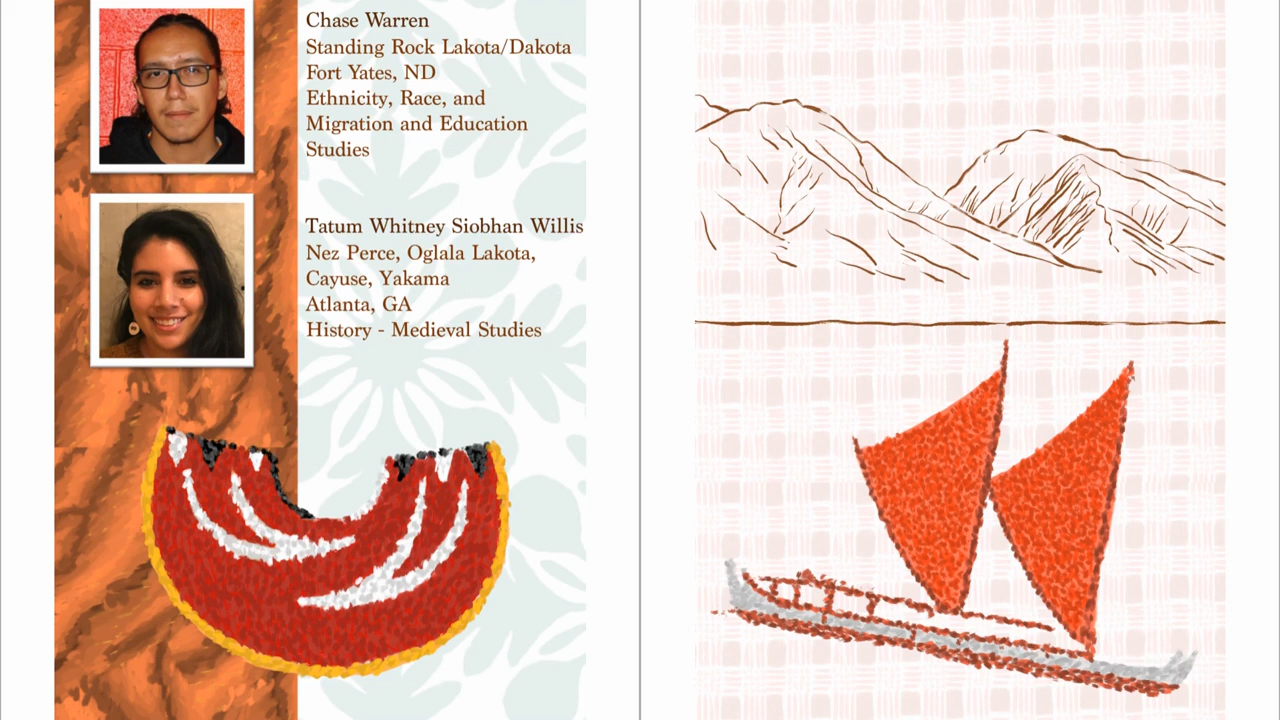 Chase Warren
Standing Rock Lakota/Dakota
Fort Yates, ND
Ethnicity, Race, and
Migration and Education
Studies
Tatum Whitney Siobhan Willis
Nez Perce, Oglala Lakota,
Cayuse, Yakama
Atlanta, GA
History - Medieval Studies